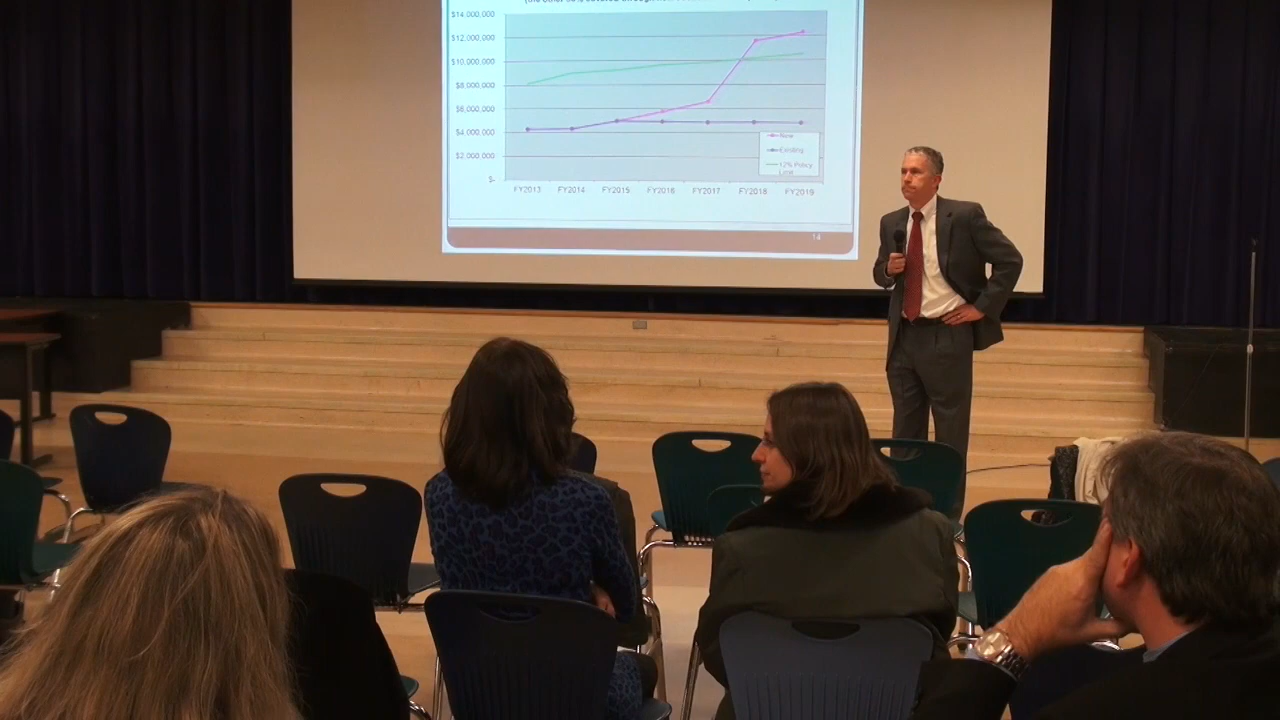 $14,000,000
$12,000,000
$10,000,000
$8,000,000
$6,000,000
$4,000,000
$2,000,000
$-
FY2013 FY2014 FY2015 FY2016 FY2017 FY2018 FY2019
New
Existing
12% Policy
Limit
14